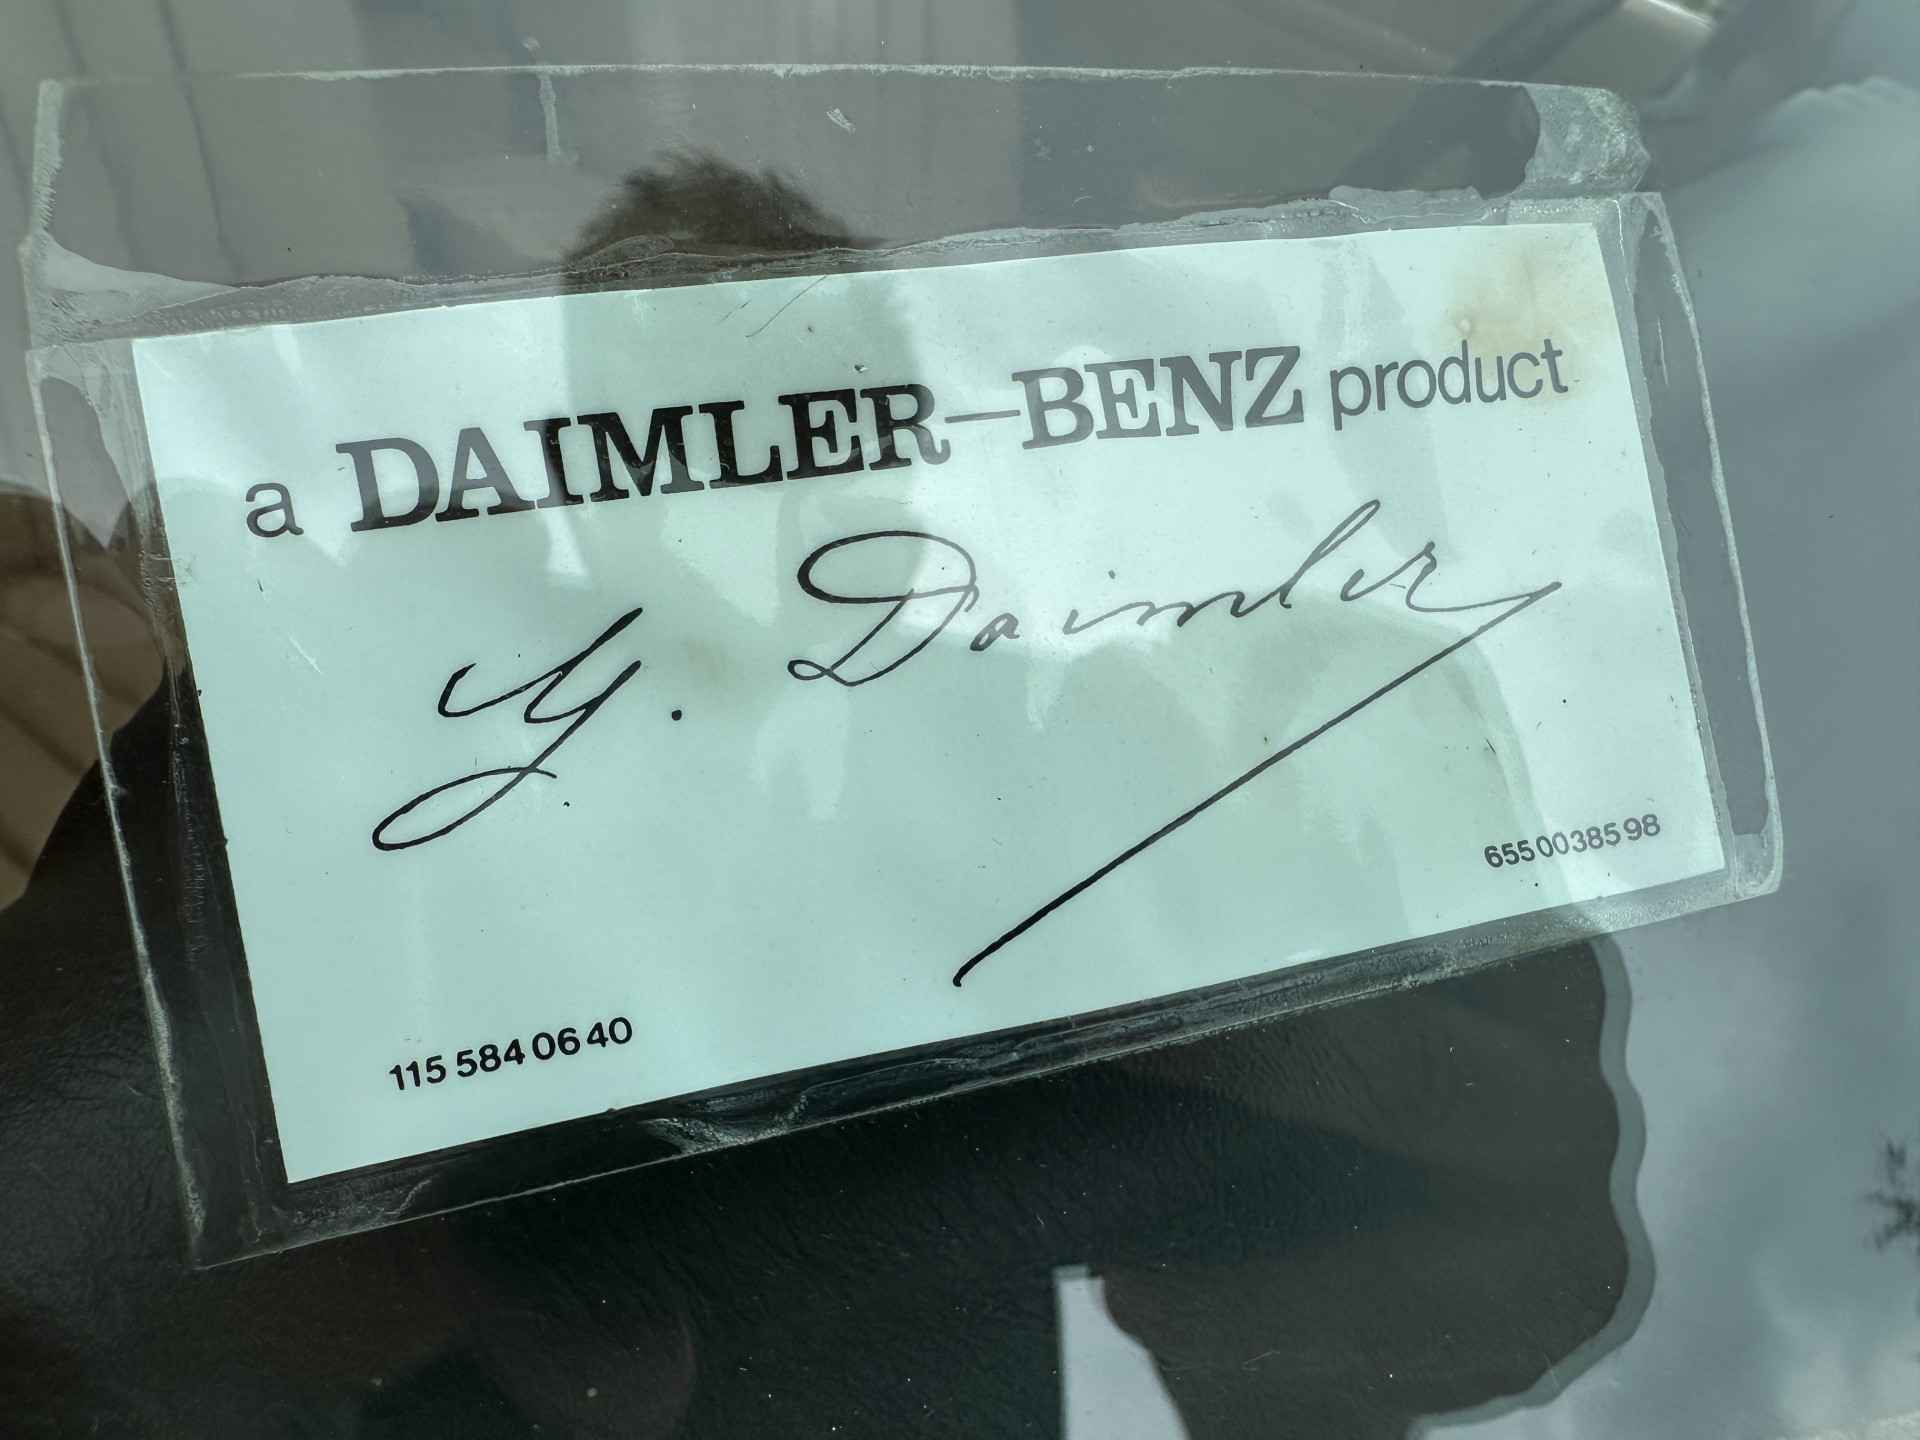 a DAIMLER-BENZ product
G. Daimler
6550038598
115 584 06 40